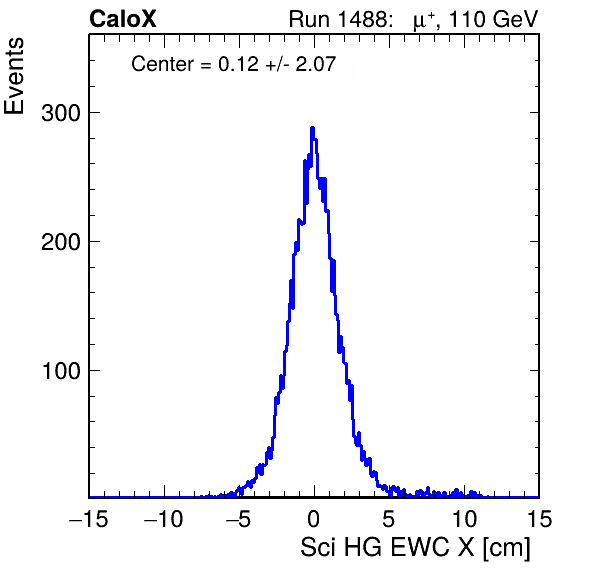 CaloX Run 1488: μ⁺, 110 GeV
Center = 0.12 +/- 2.07
Events
300
200
100
−15 −10 −5 0 5 10 15
Sci HG EWC X [cm]